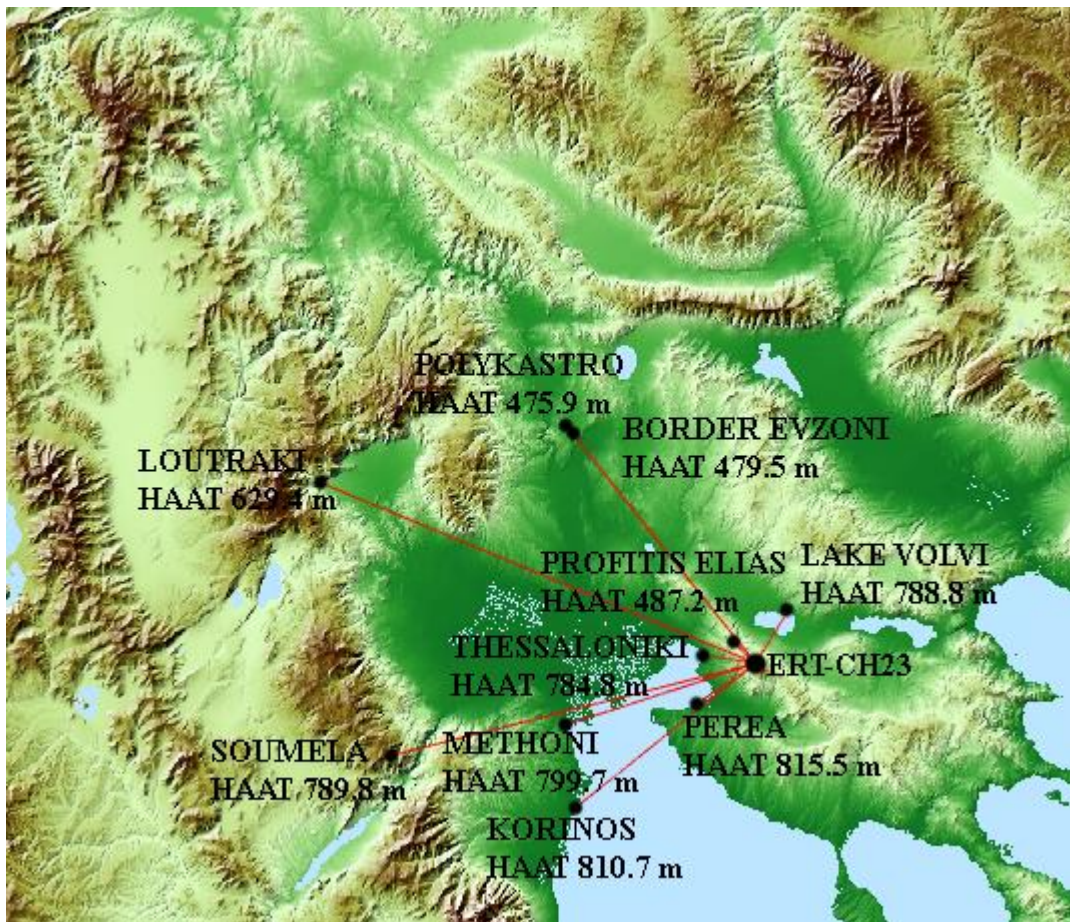 POLYKASTRO
HAAT 475.9 m
BORDER EVZONI
HAAT 479.5 m
LOUTRAKI
HAAT 629.4 m
PROFITIS ELIAS
HAAT 487.2 m
LAKE VOLVI
HAAT 788.8 m
THESSALONIKI
HAAT 784.8 m
ERT-CH23
PEREA
HAAT 815.5 m
METHONI
HAAT 799.7 m
SOUMELA
HAAT 789.8 m
KORINOS
HAAT 810.7 m